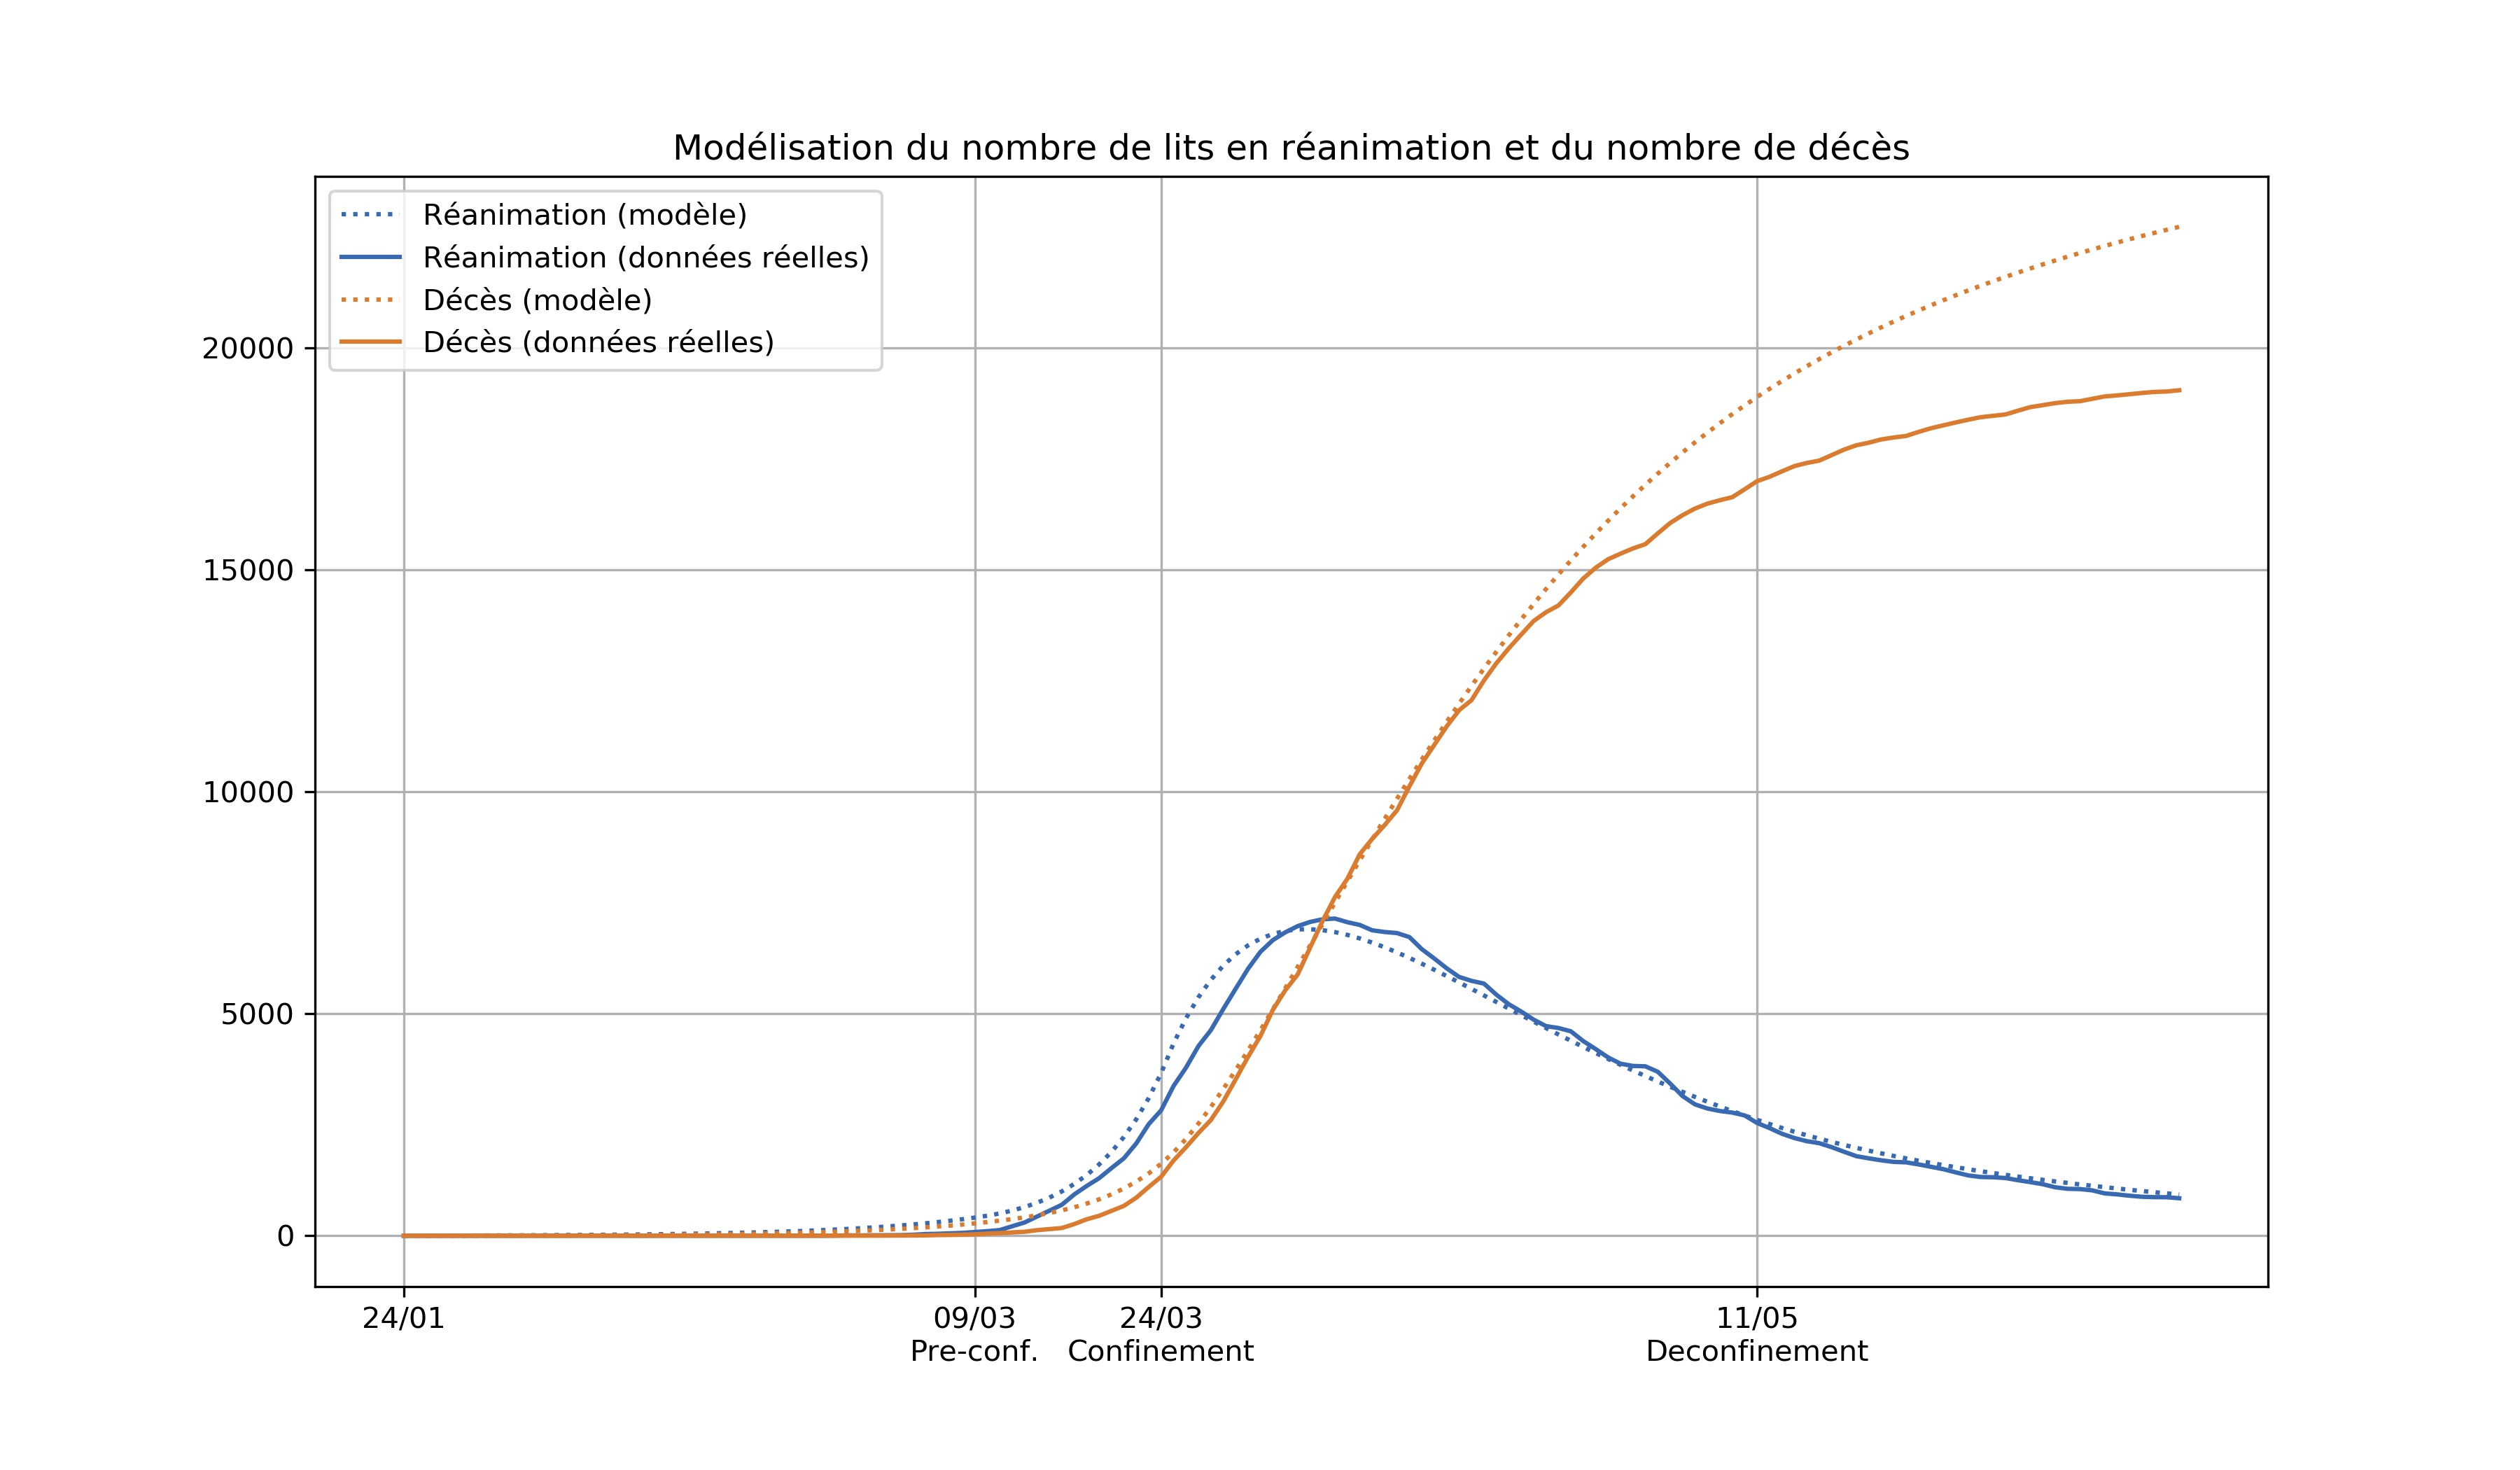 Modélisation du nombre de lits en réanimation et du nombre de décès
Réanimation (modèle)
Réanimation (données réelles)
Décès (modèle)
Décès (données réelles)
20000
15000
10000
5000
0
24/01
09/03
24/03
11/05
Pre-conf.
Confinement
Deconfinement